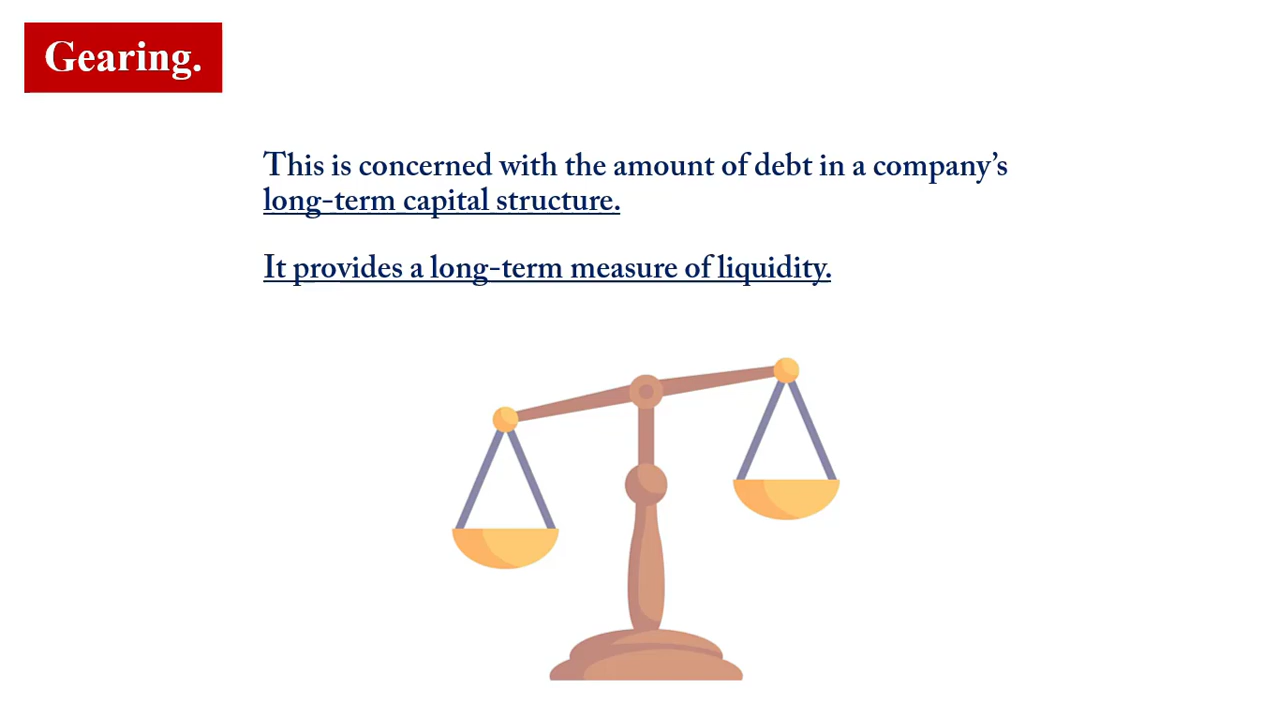 Gearing.
This is concerned with the amount of debt in a company’s
long-term capital structure.
It provides a long-term measure of liquidity.